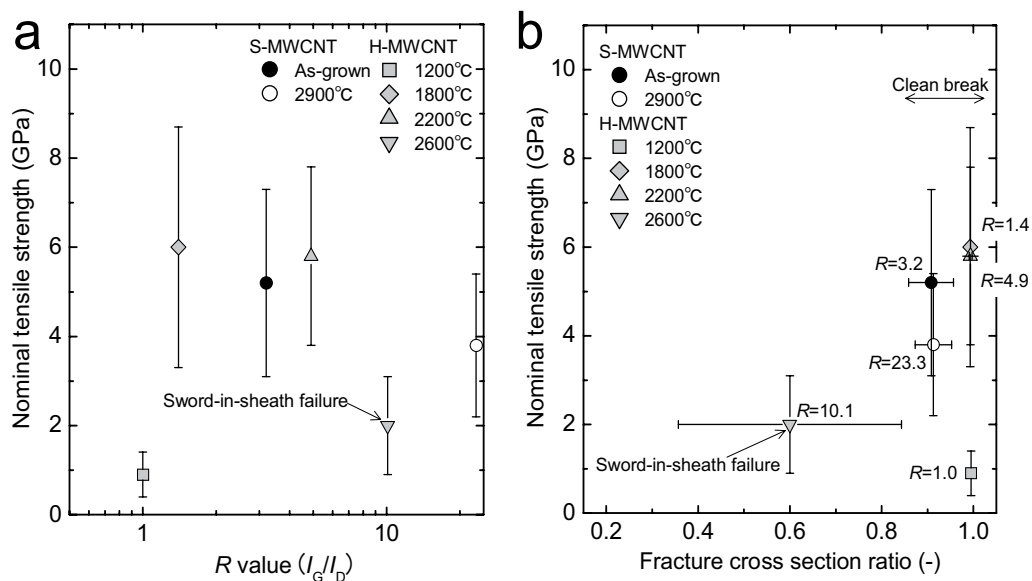 a
S-MWCNT H-MWCNT
As-grown 1200°C
2900°C 1800°C
2200°C
2600°C
Sword-in-sheath failure
Nominal tensile strength (GPa)
10
8
6
4
2
0
1 10
R value (I_G/I_D)
b
S-MWCNT
As-grown
2900°C
H-MWCNT
1200°C
1800°C
2200°C
2600°C
Clean break
R=1.4
R=3.2
R=4.9
R=23.3
R=10.1
Sword-in-sheath failure
R=1.0
Nominal tensile strength (GPa)
10
8
6
4
2
0
0.2 0.4 0.6 0.8 1.0
Fracture cross section ratio (-)